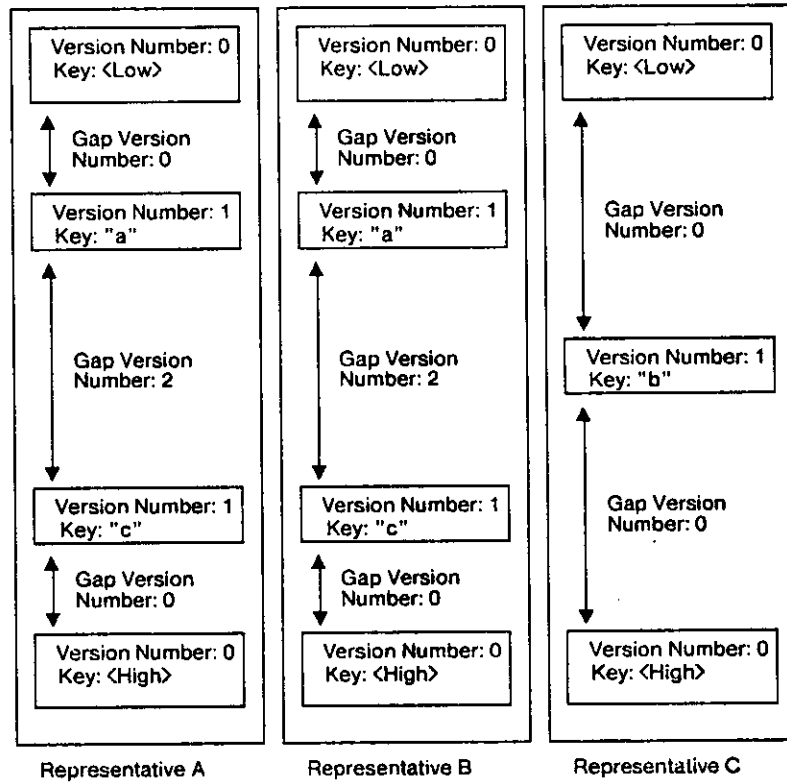 Version Number: 0
Key: <Low>
Gap Version
Number: 0
Version Number: 1
Key: "a"
Gap Version
Number: 2
Version Number: 1
Key: "c"
Gap Version
Number: 0
Version Number: 0
Key: <High>
Representative A
Version Number: 0
Key: <Low>
Gap Version
Number: 0
Version Number: 1
Key: "a"
Gap Version
Number: 2
Version Number: 1
Key: "c"
Gap Version
Number: 0
Version Number: 0
Key: <High>
Representative B
Version Number: 0
Key: <Low>
Gap Version
Number: 0
Version Number: 1
Key: "b"
Gap Version
Number: 0
Version Number: 0
Key: <High>
Representative C